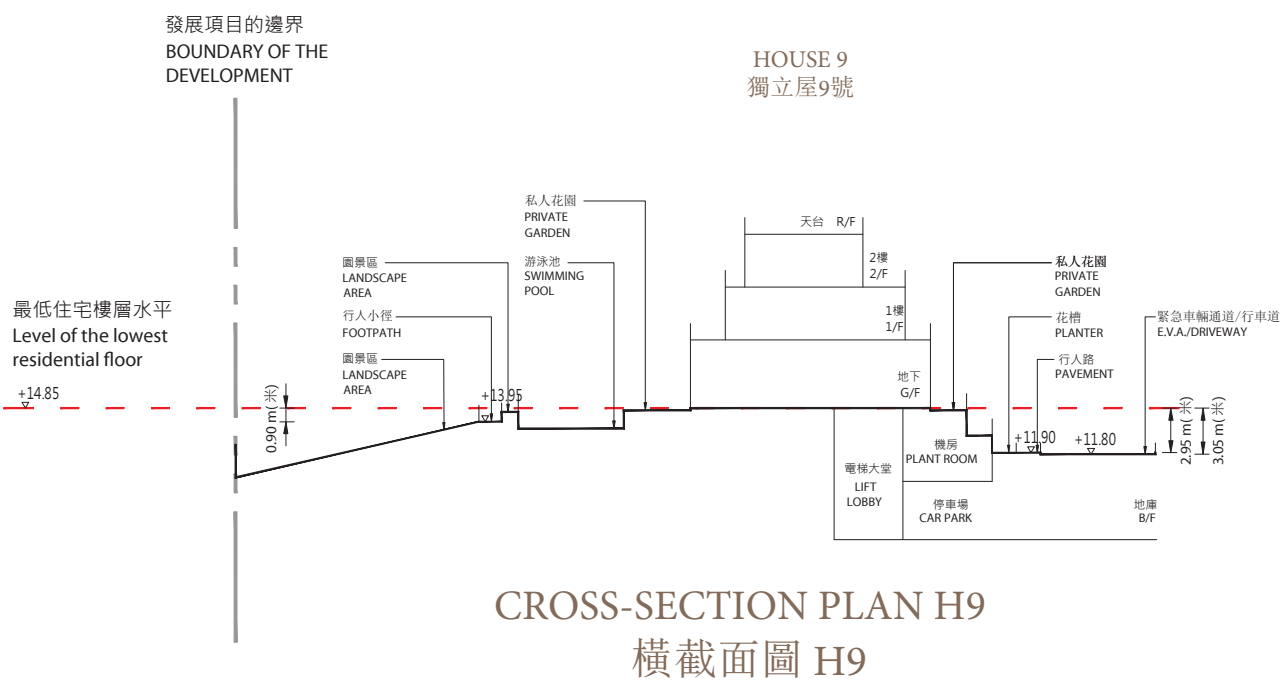 發展項目的邊界
BOUNDARY OF THE
DEVELOPMENT
HOUSE 9
獨立屋9號
私人花園
PRIVATE
GARDEN
天台 R/F
園景區
LANDSCAPE
AREA
游泳池
SWIMMING
POOL
2樓
2/F
私人花園
PRIVATE
GARDEN
最低住宅樓層水平
Level of the lowest
residential floor
行人小徑
FOOTPATH
1樓
1/F
花槽
PLANTER
緊急車輛通道/行車道
E.V.A./DRIVEWAY
園景區
LANDSCAPE
AREA
行人路
PAVEMENT
地下
G/F
+14.85
0.90 m(米)
+13.95
+11.90
+11.80
2.95 m(米)
3.05 m(米)
機房
PLANT ROOM
電梯大堂
LIFT
LOBBY
停車場
CAR PARK
地庫
B/F
CROSS-SECTION PLAN H9
橫截面圖 H9